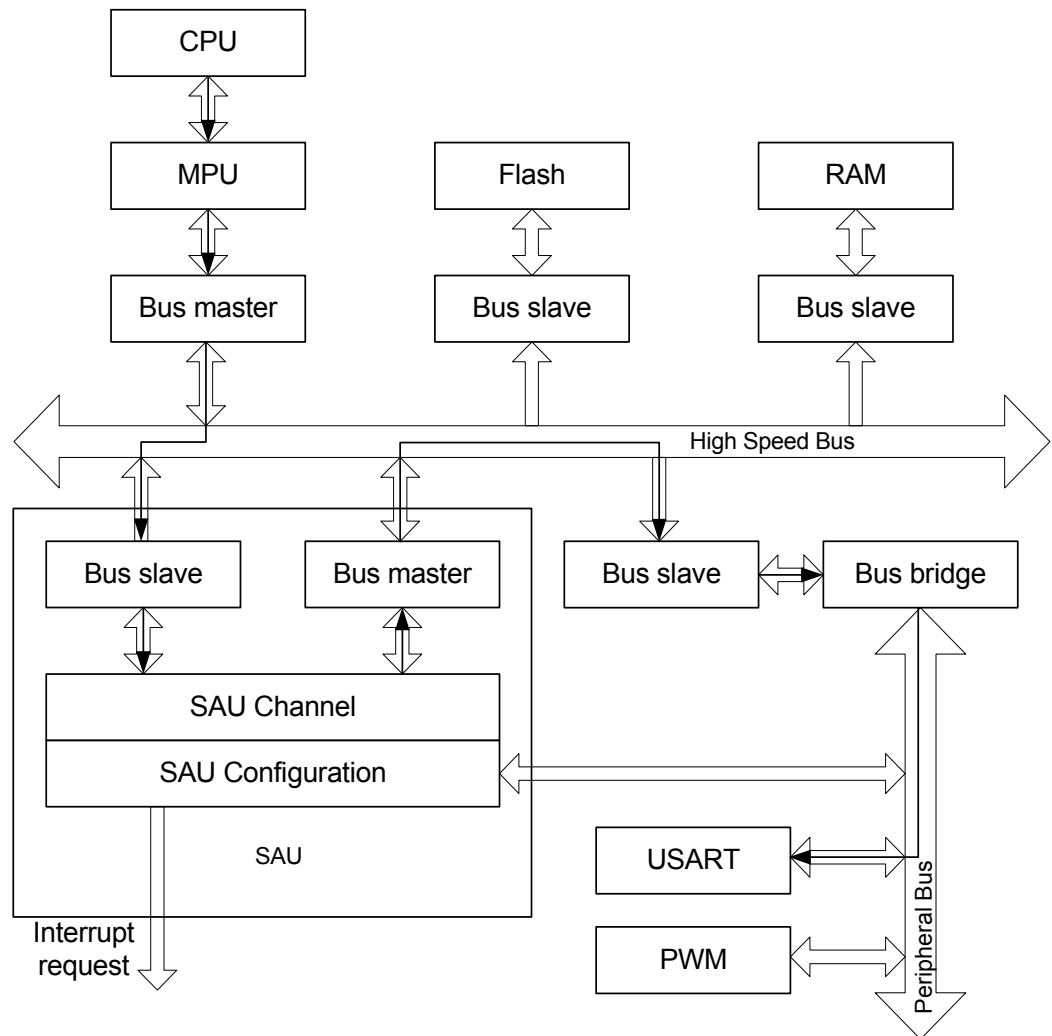 CPU
MPU
Flash
RAM
Bus master
Bus slave
Bus slave
High Speed Bus
Bus slave
Bus master
Bus slave
Bus bridge
SAU Channel
SAU Configuration
SAU
USART
PWM
Interrupt
request
Peripheral Bus